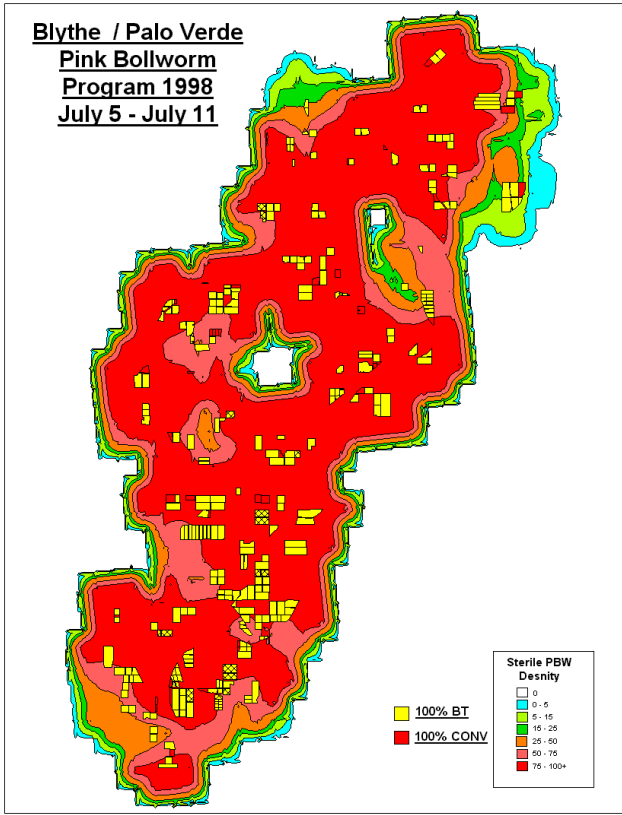 Blythe / Palo Verde
Pink Bollworm
Program 1998
July 5 - July 11
100% BT
100% CONV
Sterile PBW
Desnity
0
0 - 5
5 - 15
15 - 25
25 - 50
50 - 75
75 - 100+